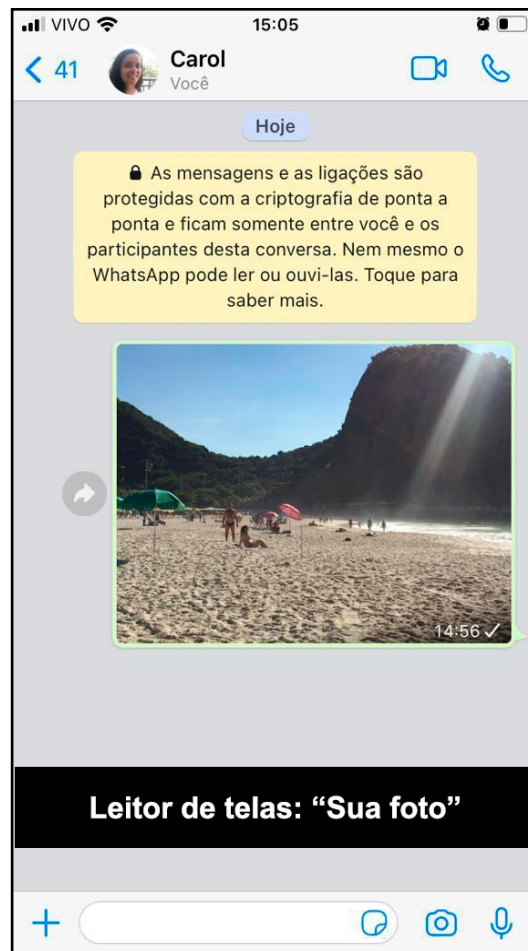 VIVO 15:05
41 Carol
Você
Hoje
As mensagens e as ligações são
protegidas com a criptografia de ponta a
ponta e ficam somente entre você e os
participantes desta conversa. Nem mesmo o
WhatsApp pode ler ou ouvi-las. Toque para
saber mais.
14:56
Leitor de telas: “Sua foto”